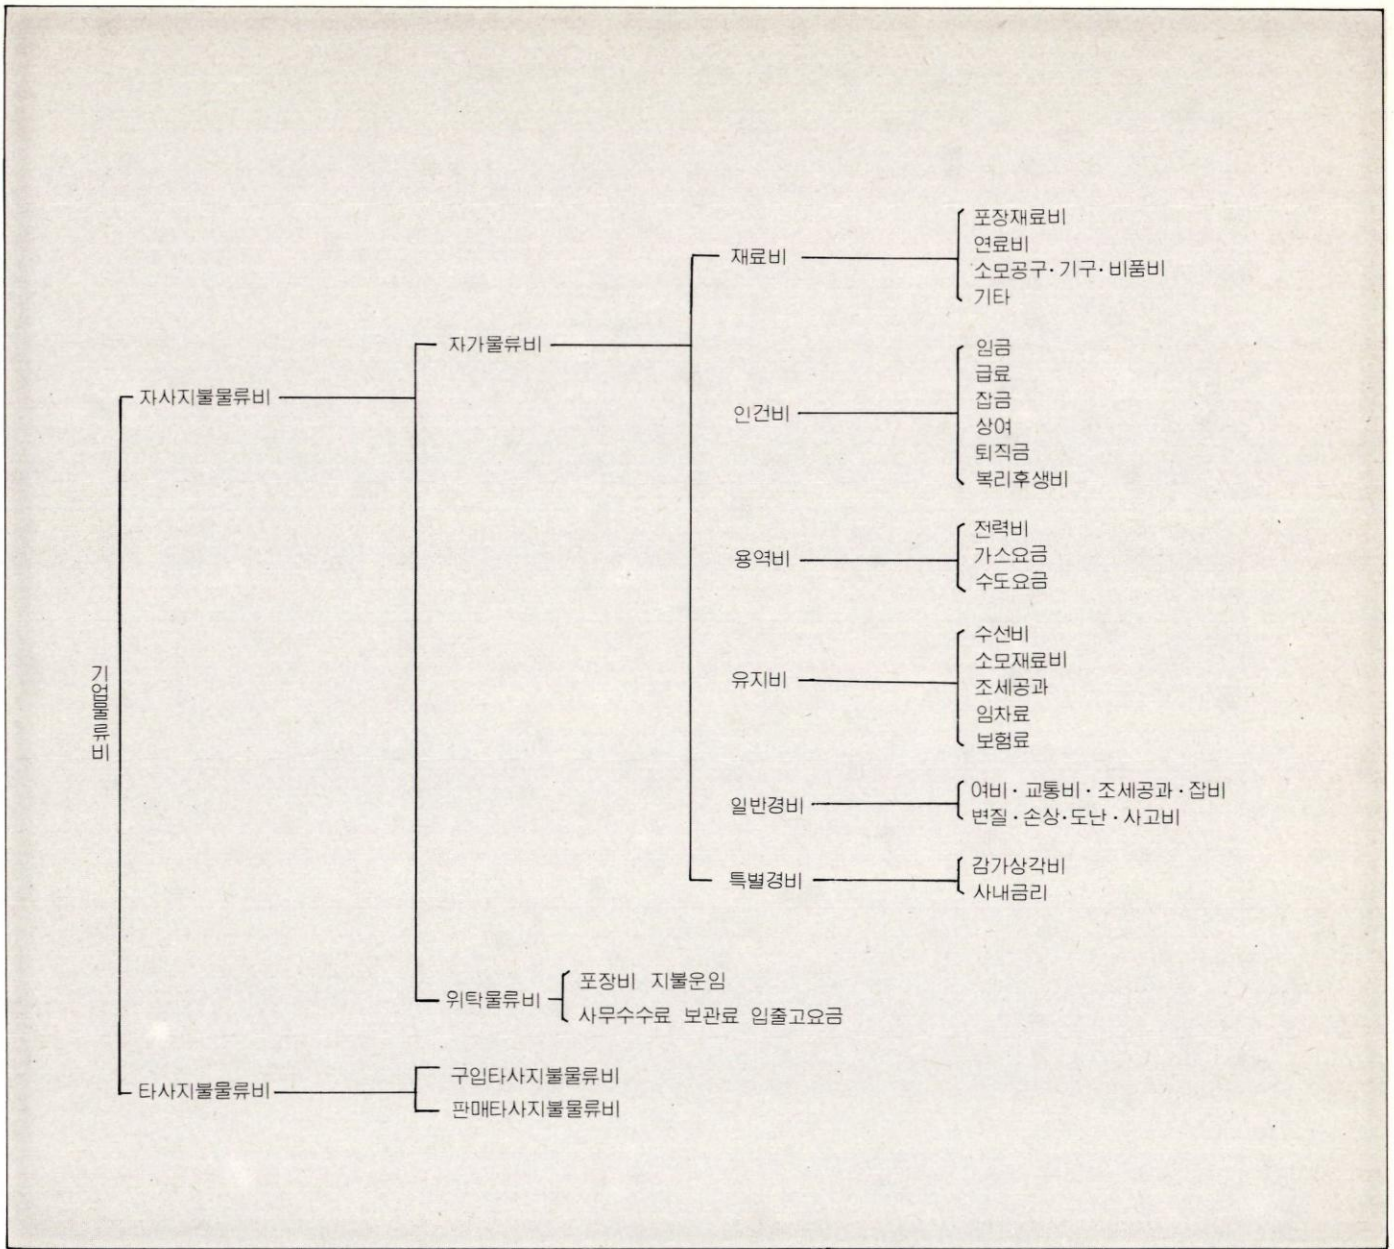 기업물류비
자사지불물류비
자가물류비
재료비
포장재료비
연료비
소모공구·기구·비품비
기타
인건비
임금
급료
잡금
상여
퇴직금
복리후생비
용역비
전력비
가스요금
수도요금
유지비
수선비
소모재료비
조세공과
임차료
보험료
일반경비
여비·교통비·조세공과·잡비
변질·손상·도난·사고비
특별경비
감가상각비
사내금리
위탁물류비
포장비 지불운임
사무수수료 보관료 입출고요금
타사지불물류비
구입타사지불물류비
판매타사지불물류비